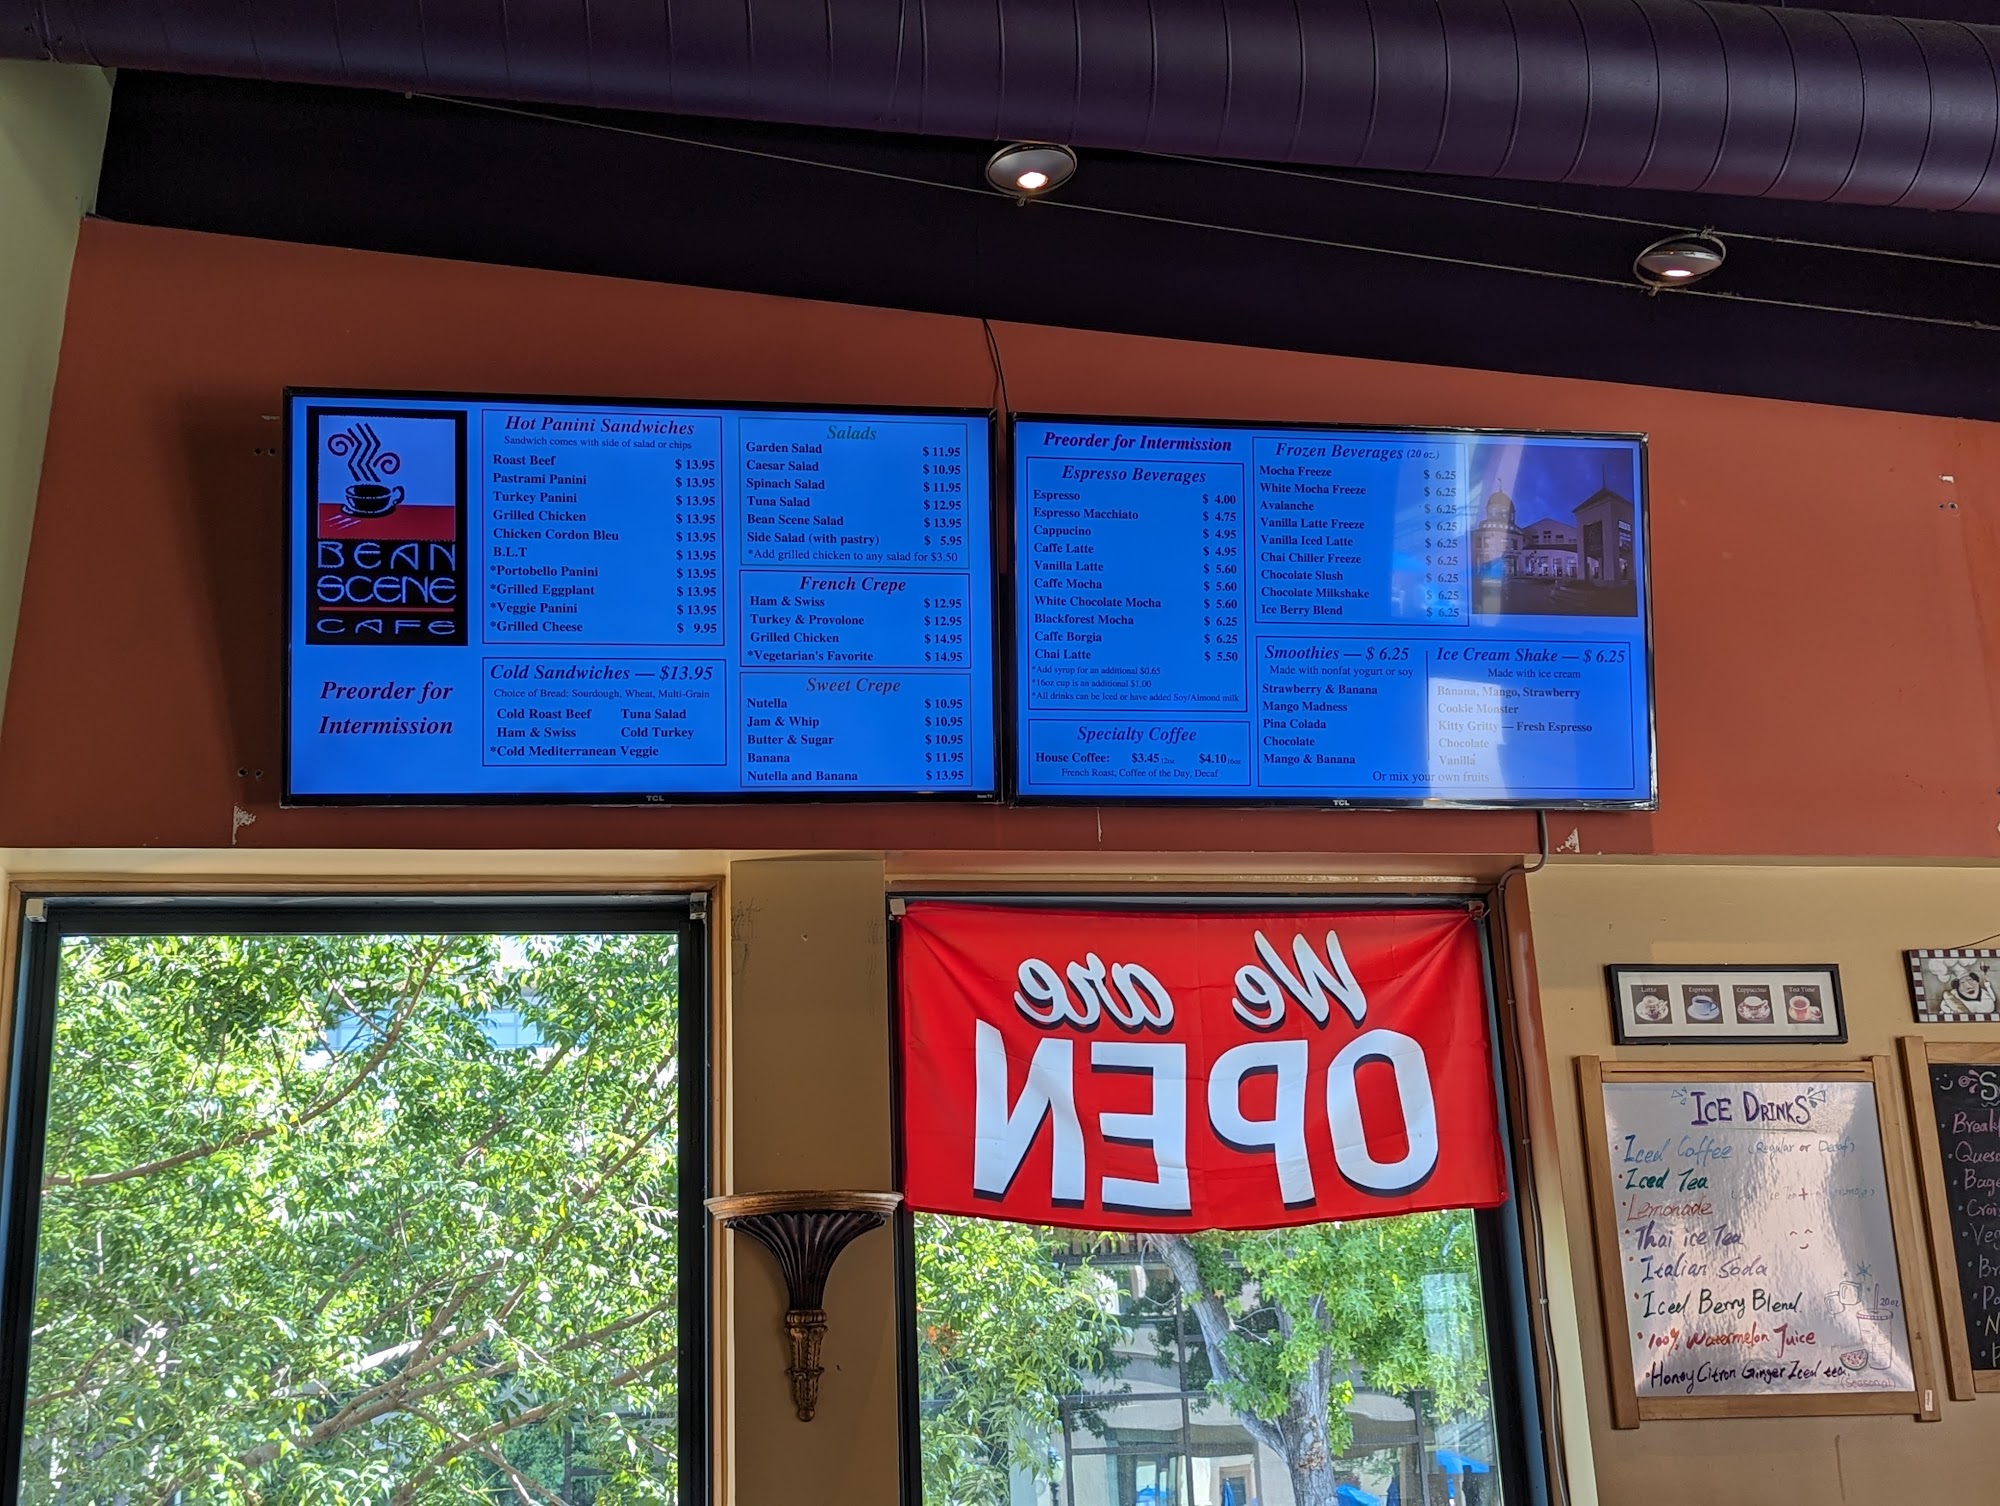 BEAN
SCENE
CAFE
Preorder for
Intermission
Hot Panini Sandwiches
Sandwich comes with side of salad or chips
Roast Beef $ 13.95
Pastrami Panini $ 13.95
Turkey Panini $ 13.95
Grilled Chicken $ 13.95
Chicken Cordon Bleu $ 13.95
B.L.T $ 13.95
*Portobello Panini $ 13.95
*Grilled Eggplant $ 13.95
*Veggie Panini $ 13.95
*Grilled Cheese $ 9.95
Cold Sandwiches — $13.95
Choice of Bread: Sourdough, Wheat, Multi-Grain
Cold Roast Beef Tuna Salad
Ham & Swiss Cold Turkey
*Cold Mediterranean Veggie
Salads
Garden Salad $ 11.95
Caesar Salad $ 10.95
Spinach Salad $ 11.95
Tuna Salad $ 12.95
Bean Scene Salad $ 13.95
Side Salad (with pastry) $ 5.95
*Add grilled chicken to any salad for $3.50
French Crepe
Ham & Swiss $ 12.95
Turkey & Provolone $ 12.95
Grilled Chicken $ 14.95
*Vegetarian's Favorite $ 14.95
Sweet Crepe
Nutella $ 10.95
Jam & Whip $ 10.95
Butter & Sugar $ 10.95
Banana $ 11.95
Nutella and Banana $ 13.95
TCL
Preorder for Intermission
Espresso Beverages
Espresso $ 4.00
Espresso Macchiato $ 4.75
Cappucino $ 4.95
Caffe Latte $ 4.95
Vanilla Latte $ 5.60
Caffe Mocha $ 5.60
White Chocolate Mocha $ 5.60
Blackforest Mocha $ 6.25
Caffe Borgia $ 6.25
Chai Latte $ 5.50
*Add syrup for an additional $0.65
*16oz cup is an additional $1.00
*All drinks can be Iced or have added Soy/Almond milk
Specialty Coffee
House Coffee: $3.45 12oz $4.10 16oz
French Roast, Coffee of the Day, Decaf
Frozen Beverages (20 oz.)
Mocha Freeze $ 6.25
White Mocha Freeze $ 6.25
Avalanche $ 6.25
Vanilla Latte Freeze $ 6.25
Vanilla Iced Latte $ 6.25
Chai Chiller Freeze $ 6.25
Chocolate Slush $ 6.25
Chocolate Milkshake $ 6.25
Ice Berry Blend $ 6.25
Smoothies — $ 6.25
Made with nonfat yogurt or soy
Strawberry & Banana
Mango Madness
Pina Colada
Chocolate
Mango & Banana
Ice Cream Shake — $ 6.25
Made with ice cream
Banana, Mango, Strawberry
Cookie Monster
Kitty Gritty — Fresh Espresso
Chocolate
Vanilla
Or mix your own fruits
TCL
We are
OPEN
Latte Espresso Cappuccino Tea Time
ICE DRINKS
Iced Coffee (Regular or Decaf)
Iced Tea
Lemonade
Thai ice Tea
Italian Soda
Iced Berry Blend
100% Watermelon Juice
Honey Citron Ginger Iced tea
(Seasonal)
20oz